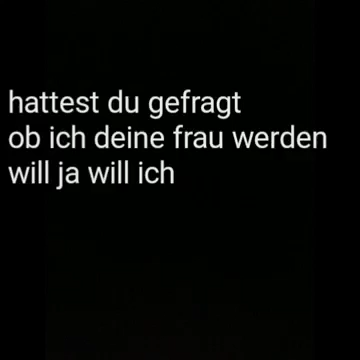 hattest du gefragt
ob ich deine frau werden
will ja will ich